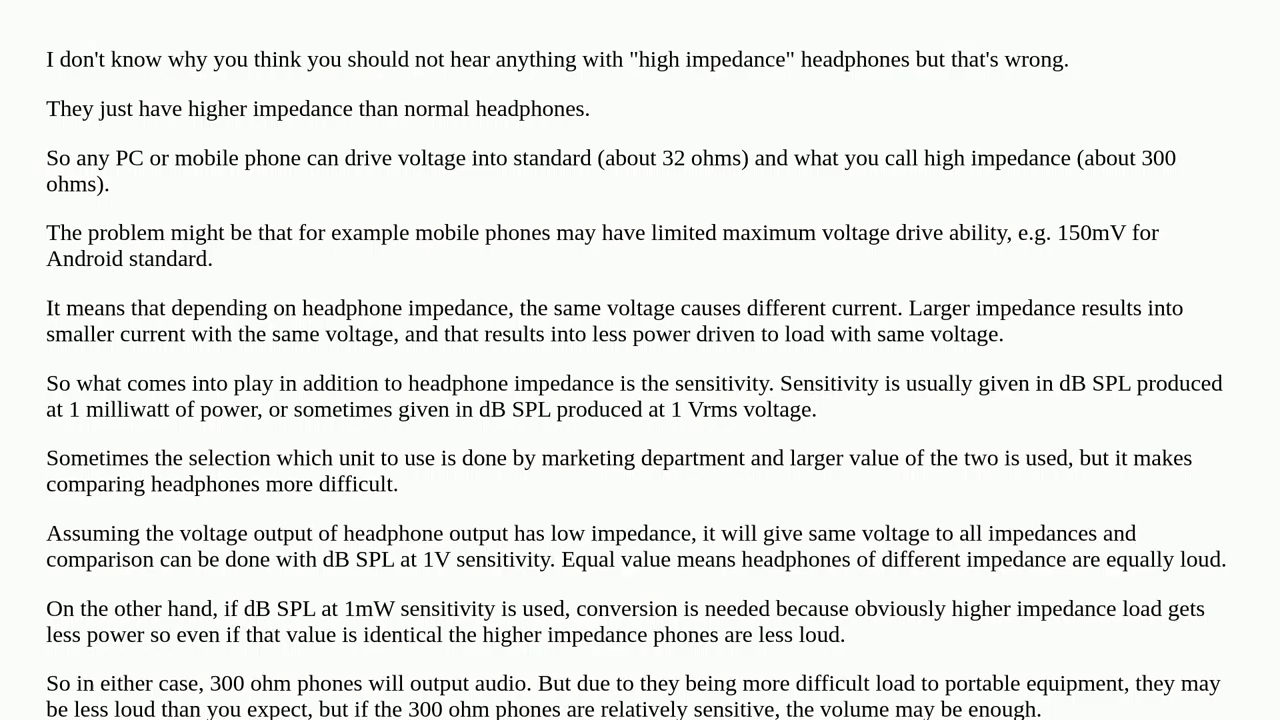 I don't know why you think you should not hear anything with "high impedance" headphones but that's wrong.
They just have higher impedance than normal headphones.
So any PC or mobile phone can drive voltage into standard (about 32 ohms) and what you call high impedance (about 300
ohms).
The problem might be that for example mobile phones may have limited maximum voltage drive ability, e.g. 150mV for
Android standard.
It means that depending on headphone impedance, the same voltage causes different current. Larger impedance results into
smaller current with the same voltage, and that results into less power driven to load with same voltage.
So what comes into play in addition to headphone impedance is the sensitivity. Sensitivity is usually given in dB SPL produced
at 1 milliwatt of power, or sometimes given in dB SPL produced at 1 Vrms voltage.
Sometimes the selection which unit to use is done by marketing department and larger value of the two is used, but it makes
comparing headphones more difficult.
Assuming the voltage output of headphone output has low impedance, it will give same voltage to all impedances and
comparison can be done with dB SPL at 1V sensitivity. Equal value means headphones of different impedance are equally loud.
On the other hand, if dB SPL at 1mW sensitivity is used, conversion is needed because obviously higher impedance load gets
less power so even if that value is identical the higher impedance phones are less loud.
So in either case, 300 ohm phones will output audio. But due to they being more difficult load to portable equipment, they may
be less loud than you expect, but if the 300 ohm phones are relatively sensitive, the volume may be enough.